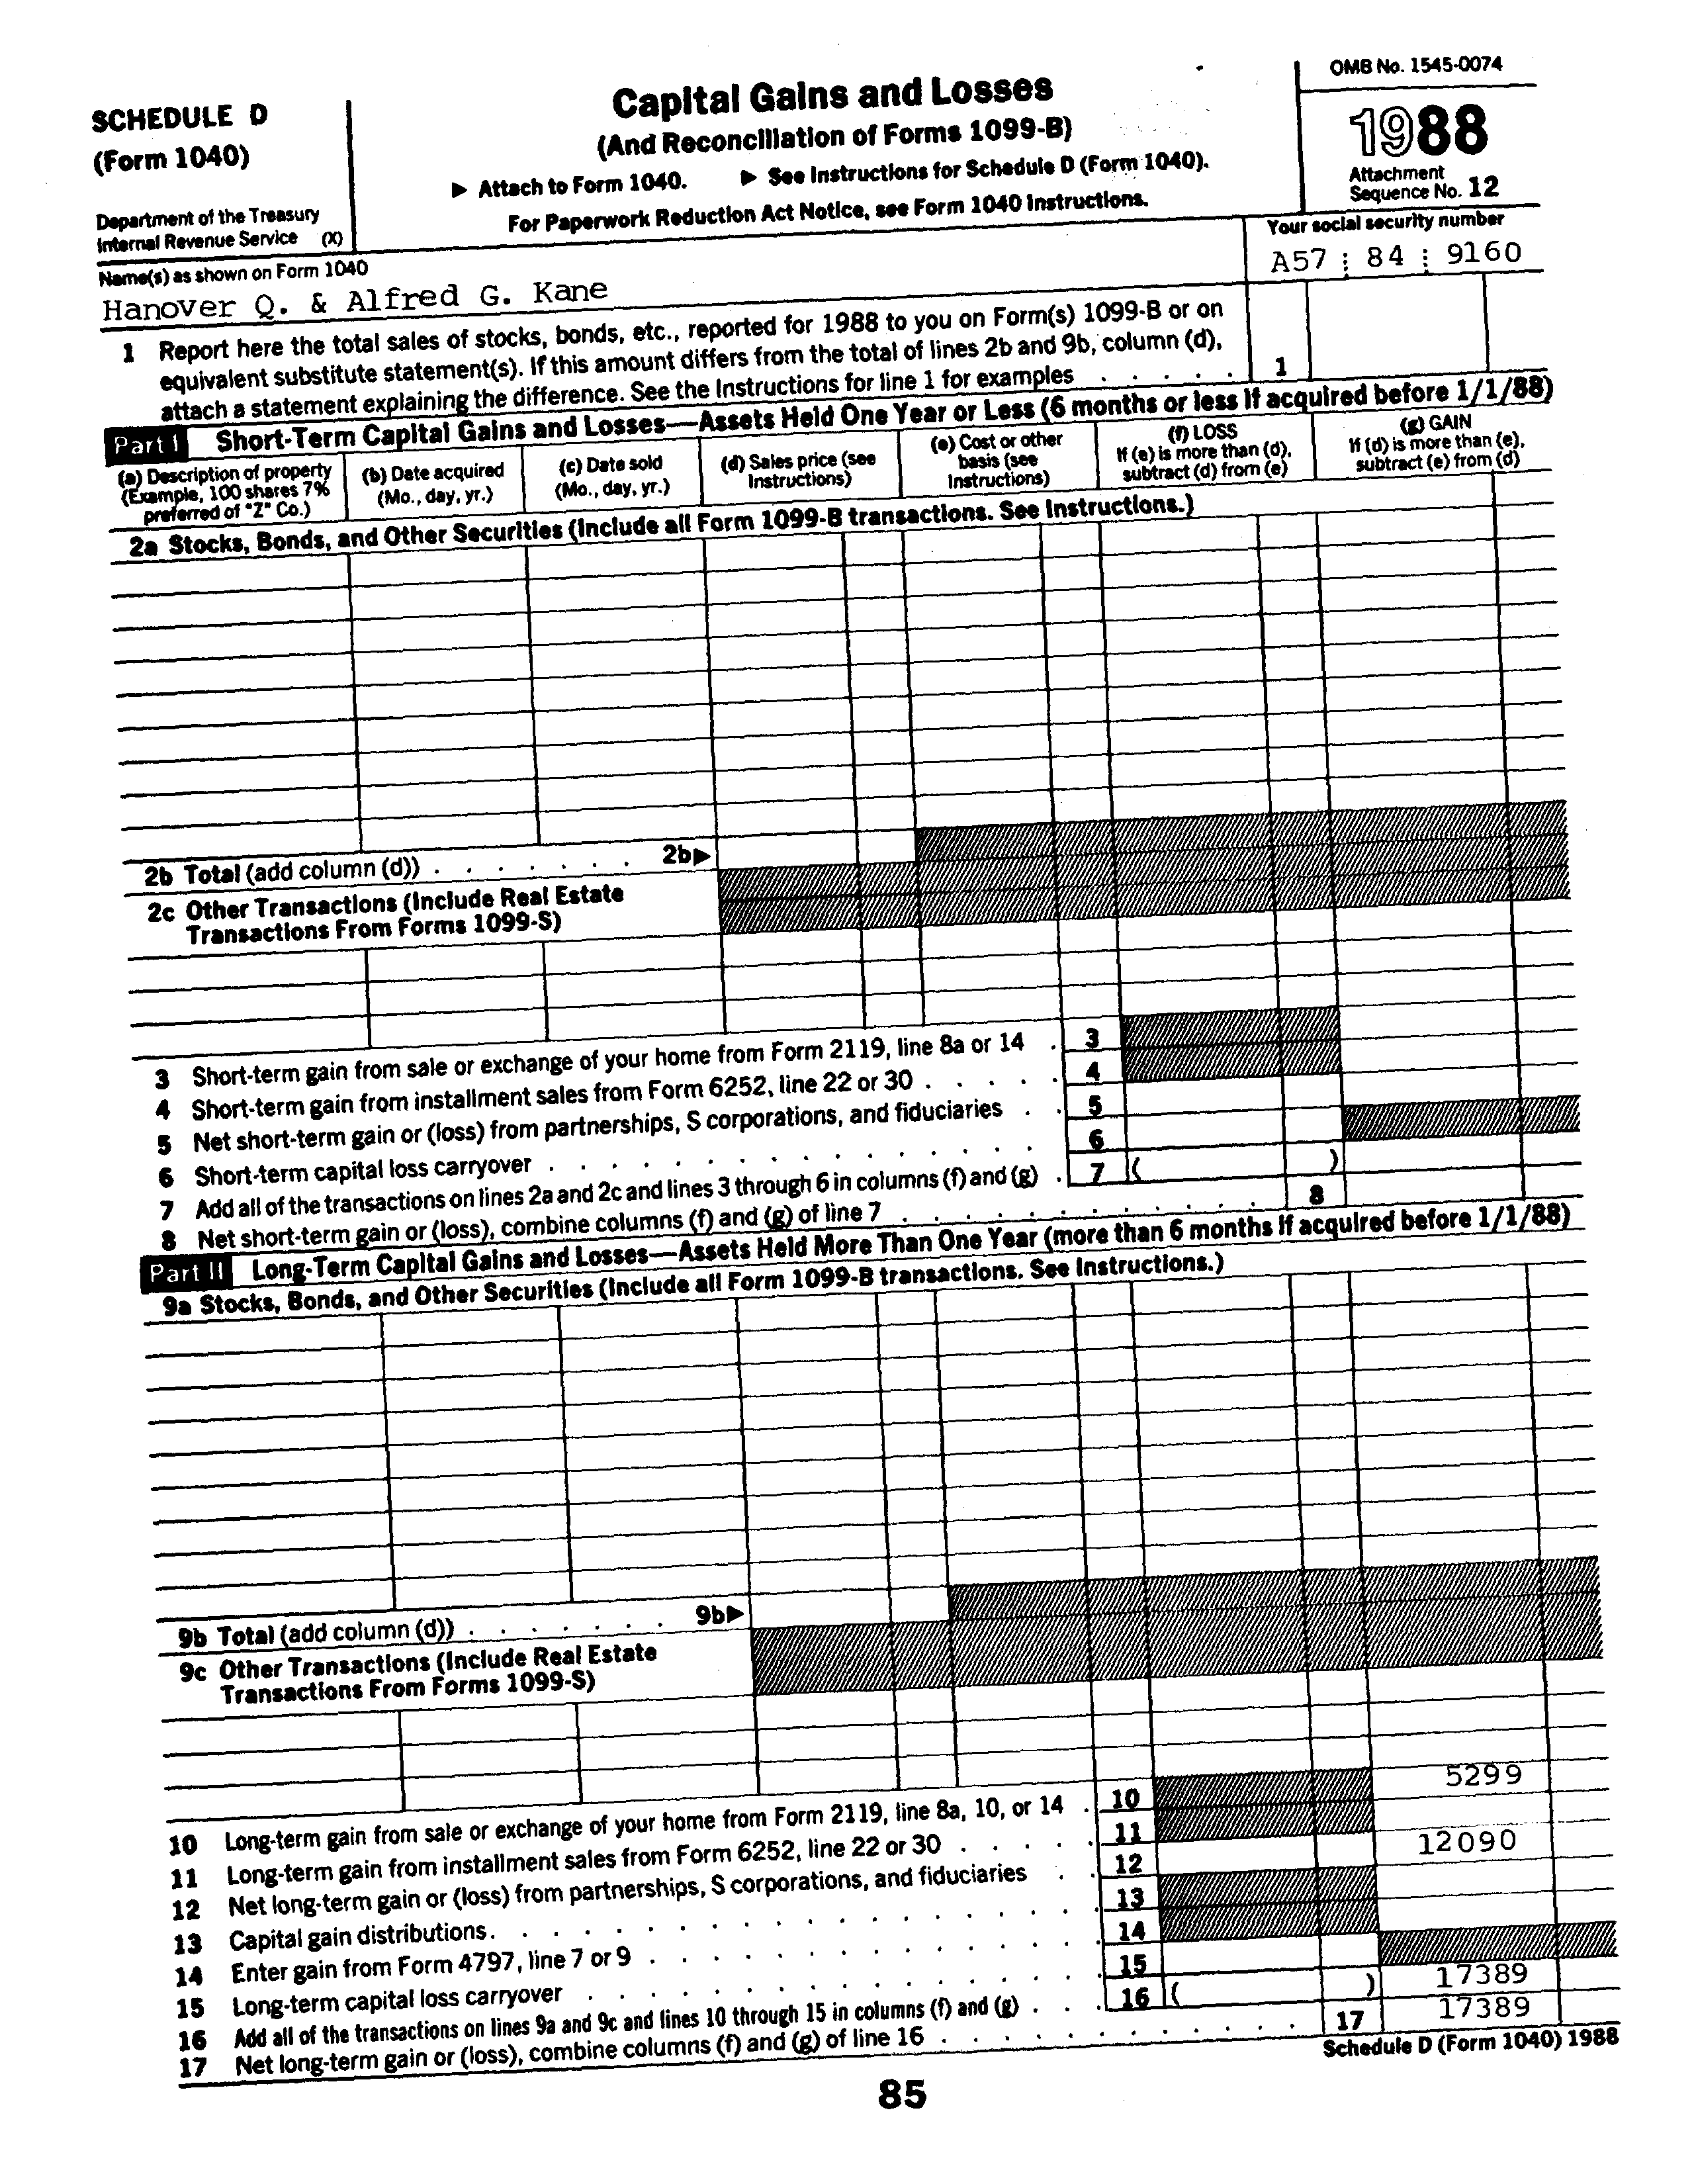 SCHEDULE D
(Form 1040)
Department of the Treasury
Internal Revenue Service (X)
Capital Gains and Losses
(And Reconciliation of Forms 1099-B)
▶ Attach to Form 1040. ▶ See Instructions for Schedule D (Form 1040).
For Paperwork Reduction Act Notice, see Form 1040 Instructions.
OMB No. 1545-0074
1988
Attachment
Sequence No. 12
Name(s) as shown on Form 1040
Hanover Q. & Alfred G. Kane
Your social security number
A57 84 9160
1 Report here the total sales of stocks, bonds, etc., reported for 1988 to you on Form(s) 1099-B or on
equivalent substitute statement(s). If this amount differs from the total of lines 2b and 9b, column (d),
attach a statement explaining the difference. See the Instructions for line 1 for examples . . . . . 1
Part I Short-Term Capital Gains and Losses—Assets Held One Year or Less (6 months or less if acquired before 1/1/88)
(a) Description of property
(Example, 100 shares 7%
preferred of "Z" Co.)
(b) Date acquired
(Mo., day, yr.)
(c) Date sold
(Mo., day, yr.)
(d) Sales price (see
Instructions)
(e) Cost or other
basis (see
Instructions)
(f) LOSS
If (e) is more than (d),
subtract (d) from (e)
(g) GAIN
If (d) is more than (e),
subtract (e) from (d)
2a Stocks, Bonds, and Other Securities (Include all Form 1099-B transactions. See Instructions.)
2b Total (add column (d)) . . . . . . . 2b▶
2c Other Transactions (Include Real Estate
Transactions From Forms 1099-S)
3 Short-term gain from sale or exchange of your home from Form 2119, line 8a or 14 . 3
4 Short-term gain from installment sales from Form 6252, line 22 or 30 . . . . . 4
5 Net short-term gain or (loss) from partnerships, S corporations, and fiduciaries . . 5
6 Short-term capital loss carryover . . . . . . . . . . . . . . . . 6
7 Add all of the transactions on lines 2a and 2c and lines 3 through 6 in columns (f) and (g) . 7 ( )
8 Net short-term gain or (loss), combine columns (f) and (g) of line 7 . . . . . . . . . . . . 8
Part II Long-Term Capital Gains and Losses—Assets Held More Than One Year (more than 6 months if acquired before 1/1/88)
9a Stocks, Bonds, and Other Securities (Include all Form 1099-B transactions. See Instructions.)
9b Total (add column (d)) . . . . . . . 9b▶
9c Other Transactions (Include Real Estate
Transactions From Forms 1099-S)
10 Long-term gain from sale or exchange of your home from Form 2119, line 8a, 10, or 14 . 10 5299
11 Long-term gain from installment sales from Form 6252, line 22 or 30 . . . . . 11
12 Net long-term gain or (loss) from partnerships, S corporations, and fiduciaries . . 12 12090
13 Capital gain distributions . . . . . . . . . . . . . . . . . . 13
14 Enter gain from Form 4797, line 7 or 9 . . . . . . . . . . . . . . 14
15 Long-term capital loss carryover . . . . . . . . . . . . . . . . 15
16 Add all of the transactions on lines 9a and 9c and lines 10 through 15 in columns (f) and (g) . . . 16 ( ) 17389
17 Net long-term gain or (loss), combine columns (f) and (g) of line 16 . . . . . . . . . . . . 17 17389
Schedule D (Form 1040) 1988
85